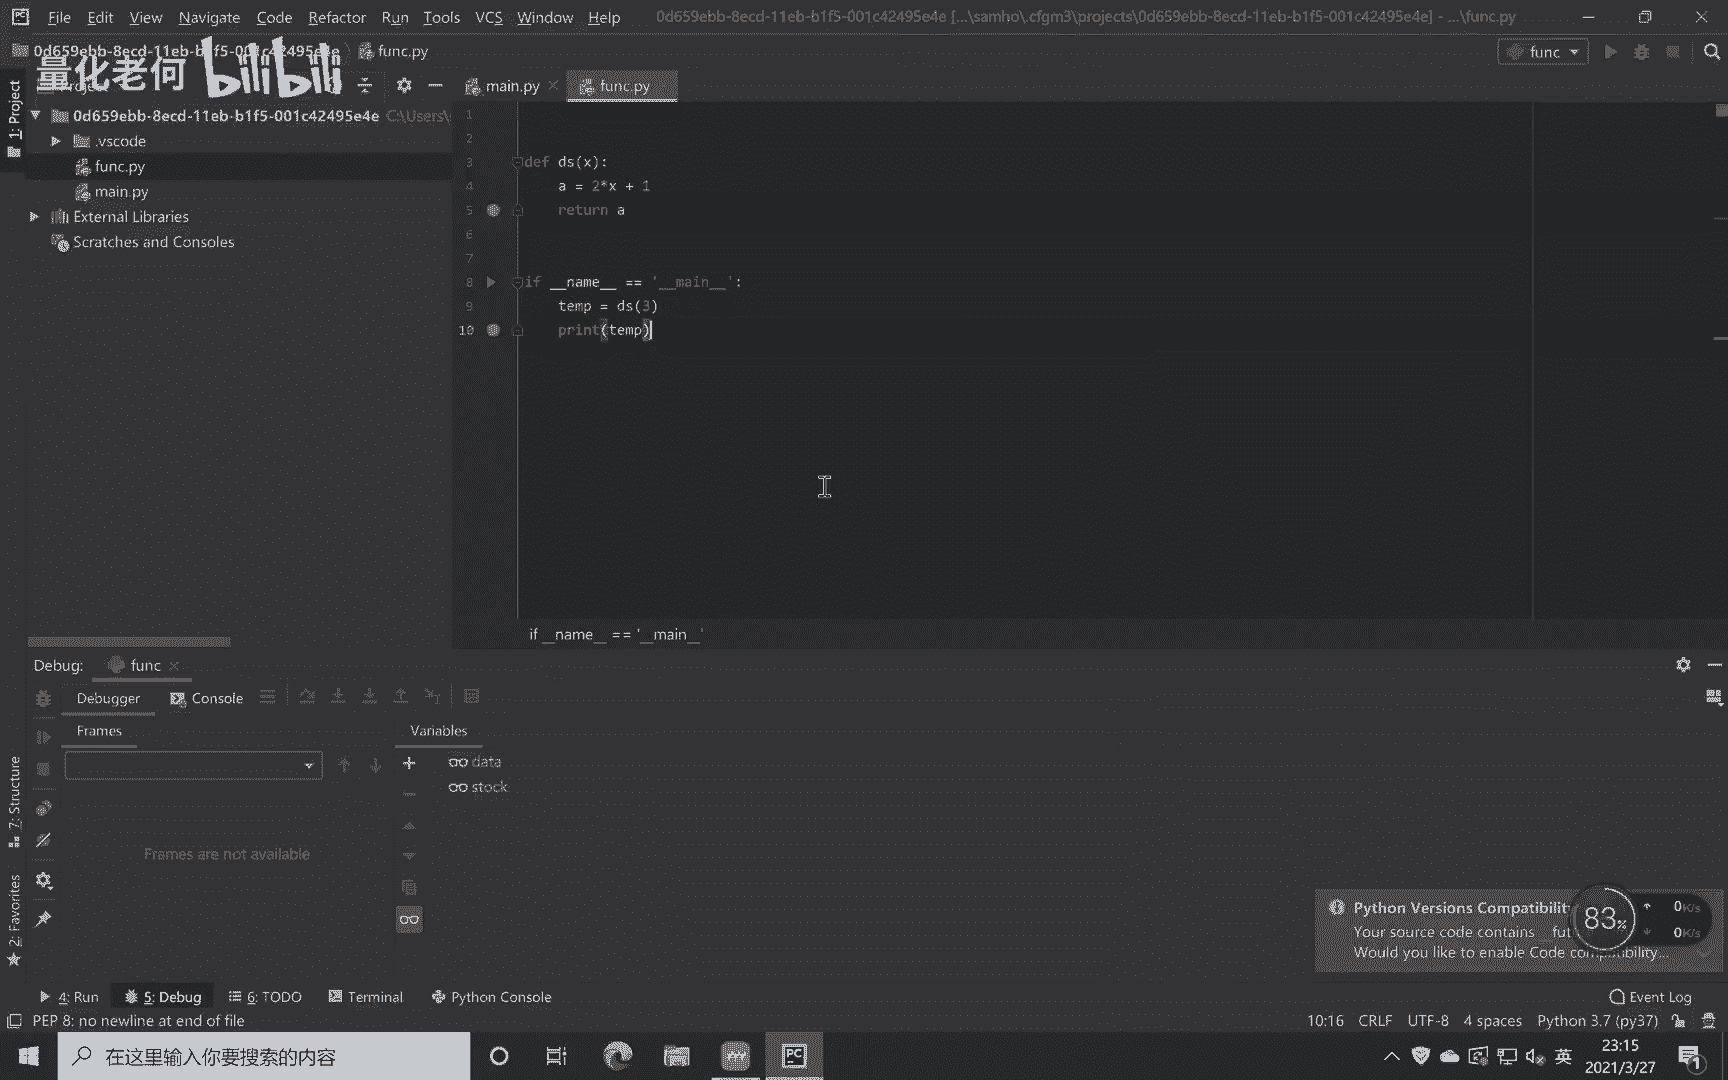 File Edit View Navigate Code Refactor Run Tools VCS Window Help 0d659ebb-8ecd-11eb-b1f5-001c42495e4e [...\samho\.cfgm3\projects\0d659ebb-8ecd-11eb-b1f5-001c42495e4e] - ...\func.py
0d659ebb-8ecd-11eb-b1f5-001c42495e4e func.py
func
量化老何 bilibili
1: Project
main.py
func.py
0d659ebb-8ecd-11eb-b1f5-001c42495e4e C:\Users\
.vscode
func.py
main.py
External Libraries
Scratches and Consoles
1
2
3 def ds(x):
4 a = 2*x + 1
5 return a
6
7
8 if __name__ == '__main__':
9 temp = ds(3)
10 print(temp)
if __name__ == '__main__'
Debug: func
Debugger Console
Frames Variables
data
stock
Frames are not available
7: Structure
2: Favorites
Python Versions Compatibilit
Your source code contains __fut
Would you like to enable Code compatibility...
83%
0K/s
0K/s
4: Run 5: Debug 6: TODO Terminal Python Console Event Log
PEP 8: no newline at end of file 10:16 CRLF UTF-8 4 spaces Python 3.7 (py37)
在这里输入你要搜索的内容
PC
英
23:15
2021/3/27
1